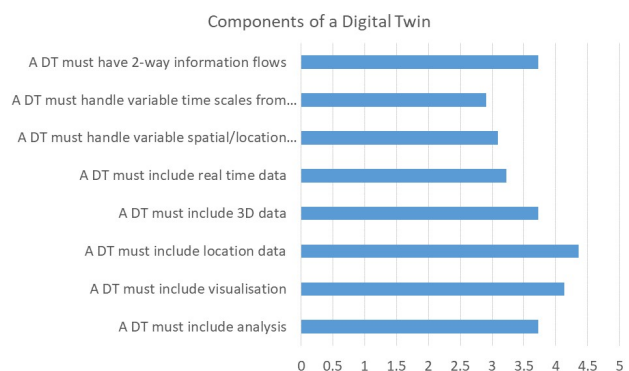 Components of a Digital Twin
A DT must have 2-way information flows
A DT must handle variable time scales from...
A DT must handle variable spatial/location...
A DT must include real time data
A DT must include 3D data
A DT must include location data
A DT must include visualisation
A DT must include analysis
0 0.5 1 1.5 2 2.5 3 3.5 4 4.5 5